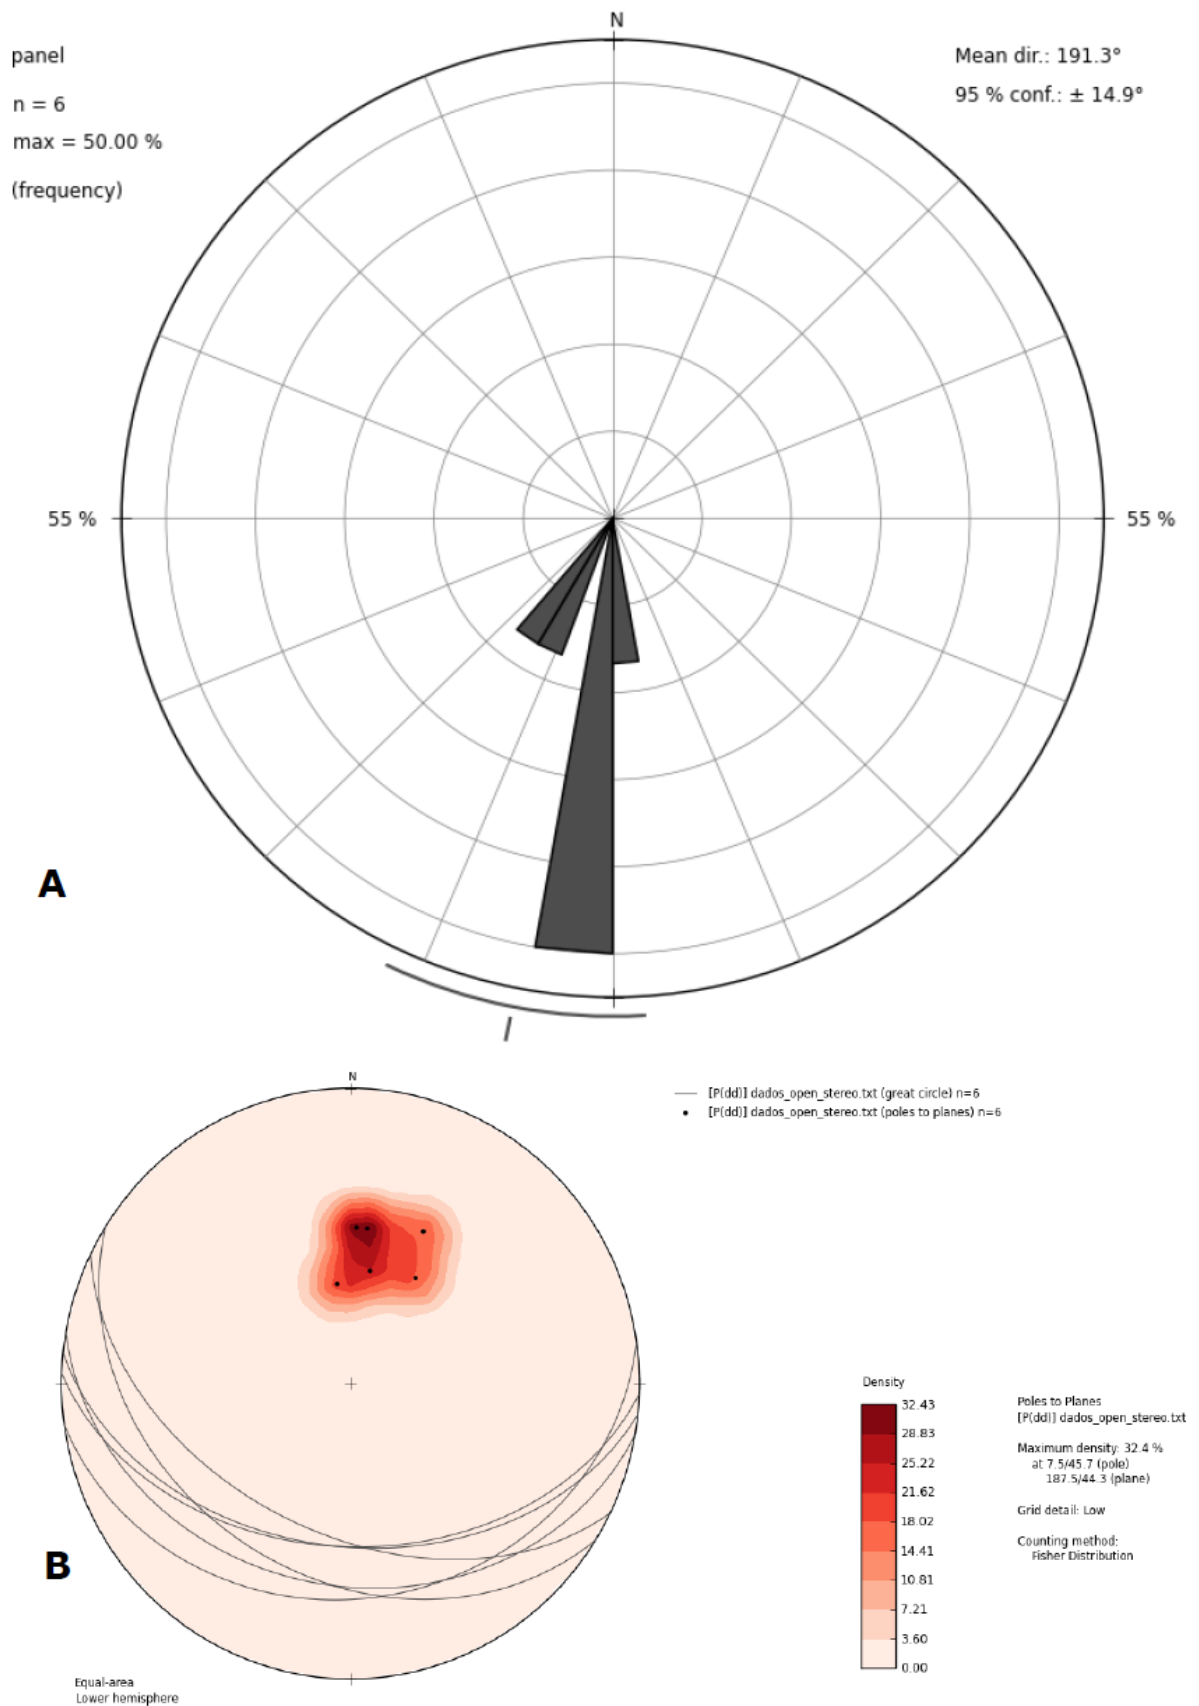 N
panel
Mean dir.: 191.3°
n = 6
95 % conf.: ± 14.9°
max = 50.00 %
(frequency)
55 %
55 %
A
N
[P(dd)] dados_open_stereo.txt (great circle) n=6
[P(dd)] dados_open_stereo.txt (poles to planes) n=6
Density
32.43
28.83
25.22
21.62
18.02
14.41
10.81
7.21
3.60
0.00
Poles to Planes
[P(dd)] dados_open_stereo.txt
Maximum density: 32.4 %
at 7.5/45.7 (pole)
187.5/44.3 (plane)
Grid detail: Low
Counting method:
Fisher Distribution
B
Equal-area
Lower hemisphere